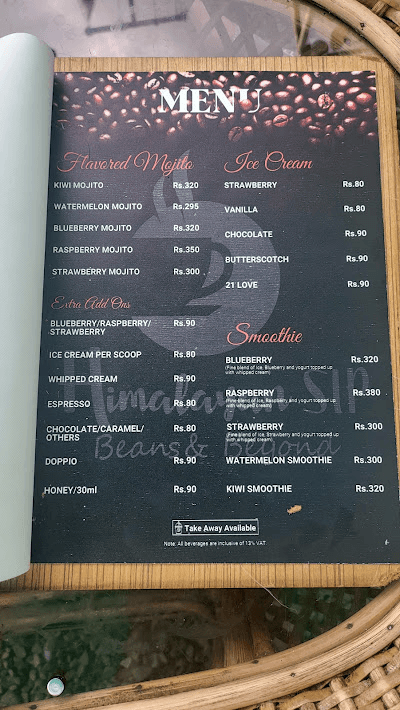 MENU
Flavored Mojito
KIWI MOJITO Rs.320
WATERMELON MOJITO Rs.295
BLUEBERRY MOJITO Rs.320
RASPBERRY MOJITO Rs.350
STRAWBERRY MOJITO Rs.300
Extra Add Ons
BLUEBERRY/RASPBERRY/ Rs.90
STRAWBERRY
ICE CREAM PER SCOOP Rs.80
WHIPPED CREAM Rs.90
ESPRESSO Rs.80
CHOCOLATE/CARAMEL/ Rs.80
OTHERS
DOPPIO Rs.90
HONEY/30ml Rs.90
Ice Cream
STRAWBERRY Rs.80
VANILLA Rs.80
CHOCOLATE Rs.90
BUTTERSCOTCH Rs.90
21 LOVE Rs.90
Smoothie
BLUEBERRY Rs.320
(Fine blend of Ice, Blueberry and yogurt topped up
with whipped cream)
RASPBERRY Rs.380
(Fine blend of Ice, Raspberry and yogurt topped up
with whipped cream)
STRAWBERRY Rs.300
(Fine blend of Ice, Strawberry and yogurt topped up
with whipped cream)
WATERMELON SMOOTHIE Rs.300
KIWI SMOOTHIE Rs.320
Himalayan SIP
Beans & Beyond
Take Away Available
Note: All beverages are inclusive of 13% VAT.